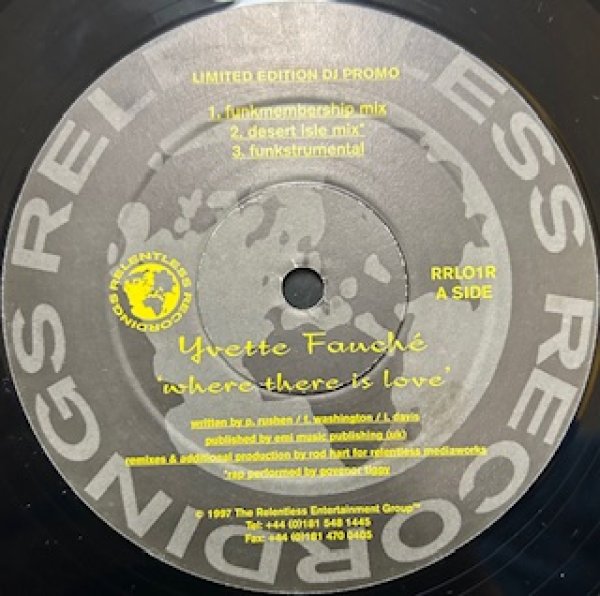 RELENTLESS RECORDINGS
LIMITED EDITION DJ PROMO
1. funkmembership mix
2. desert isle mix*
3. funkstrumental
RELENTLESS RECORDINGS
RRLO1R
A SIDE
Yvette Fauché
'where there is love'
written by p. rushen / f. washington / l. davis
published by emi music publishing (uk)
remixes & additional production by rod hart for relentless mediaworks
*rap performed by povenor tiggy
© 1997 The Relentless Entertainment Group™
Tel: +44 (0)181 548 1445
Fax: +44 (0)181 470 0405